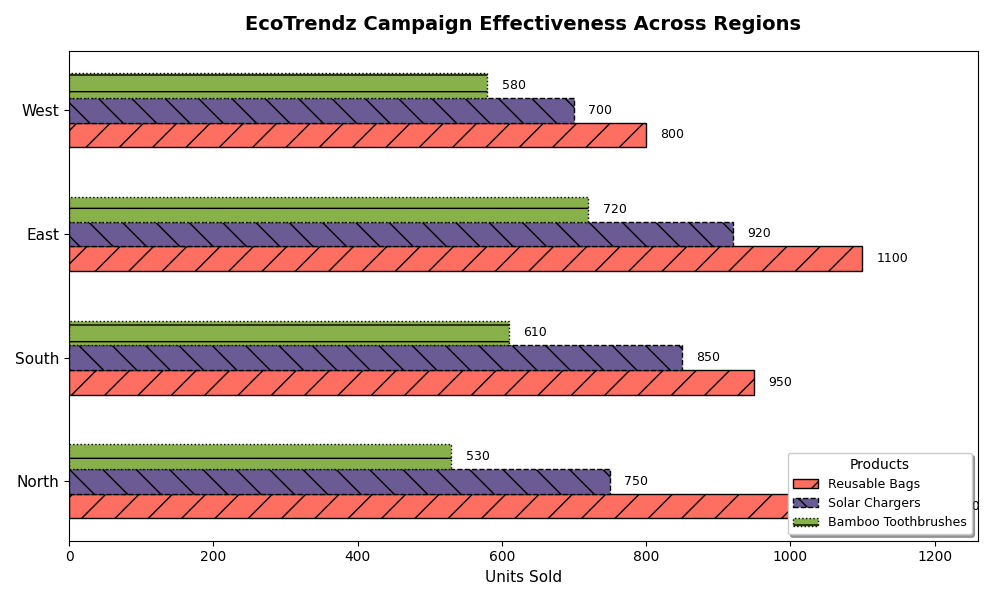 EcoTrendz Campaign Effectiveness Across Regions
West
580
700
800
East
720
920
1100
South
610
850
950
North
530
750
Products
Reusable Bags
Solar Chargers
Bamboo Toothbrushes
0 200 400 600 800 1000 1200
Units Sold